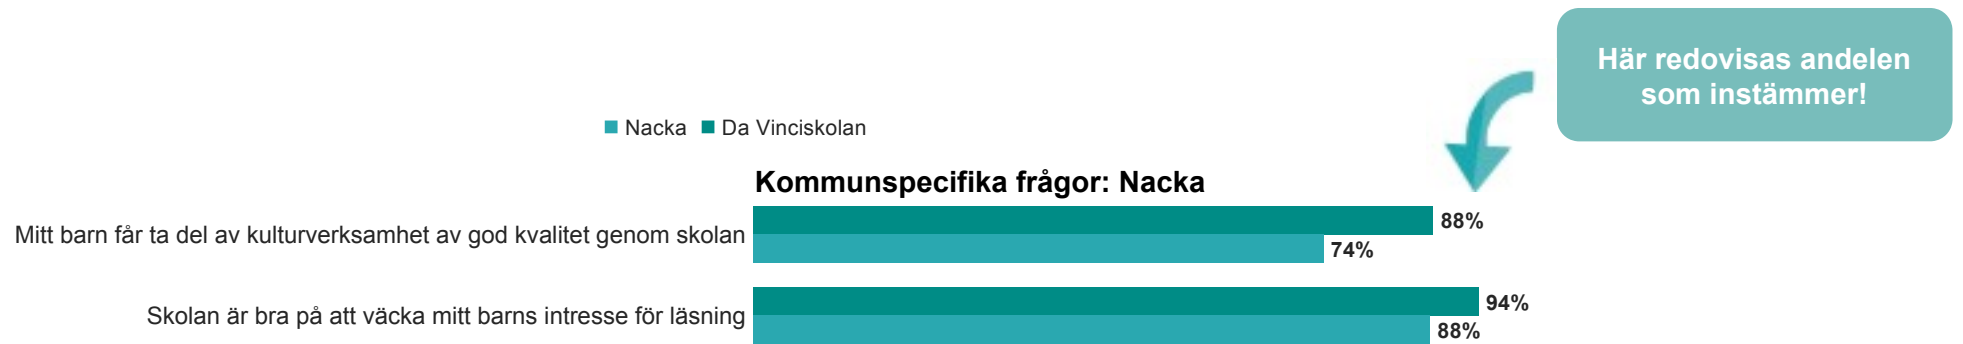 Här redovisas andelen
som instämmer!
Nacka Da Vinciskolan
Kommunspecifika frågor: Nacka
Mitt barn får ta del av kulturverksamhet av god kvalitet genom skolan
88%
74%
Skolan är bra på att väcka mitt barns intresse för läsning
94%
88%